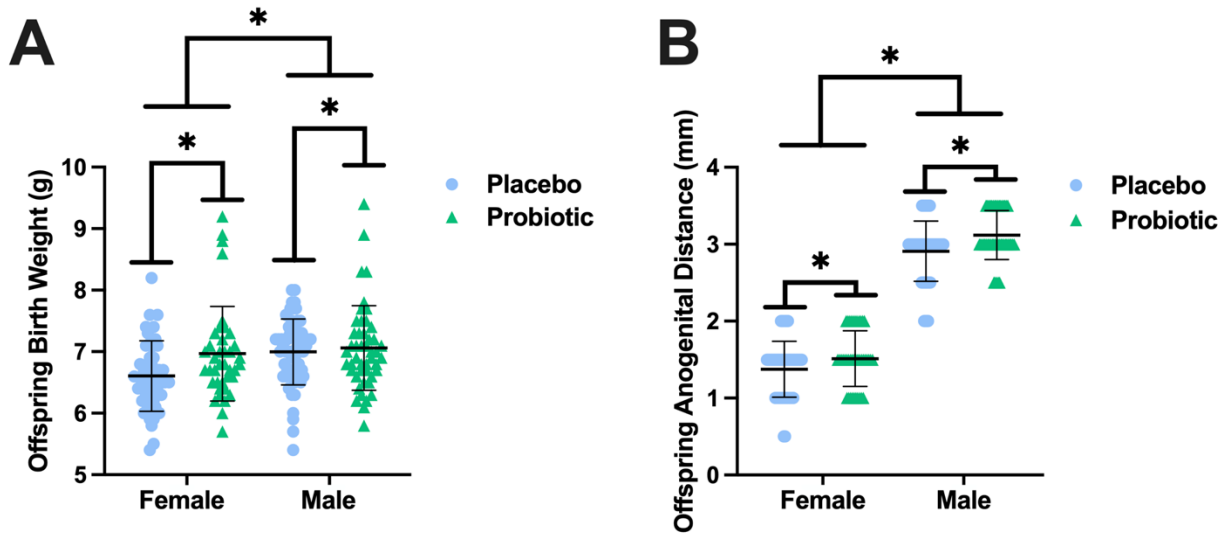 A
*
*
*
Offspring Birth Weight (g)
10
9
8
7
6
5
Female
Male
Placebo
Probiotic
B
*
*
*
Offspring Anogenital Distance (mm)
4
3
2
1
0
Female
Male
Placebo
Probiotic